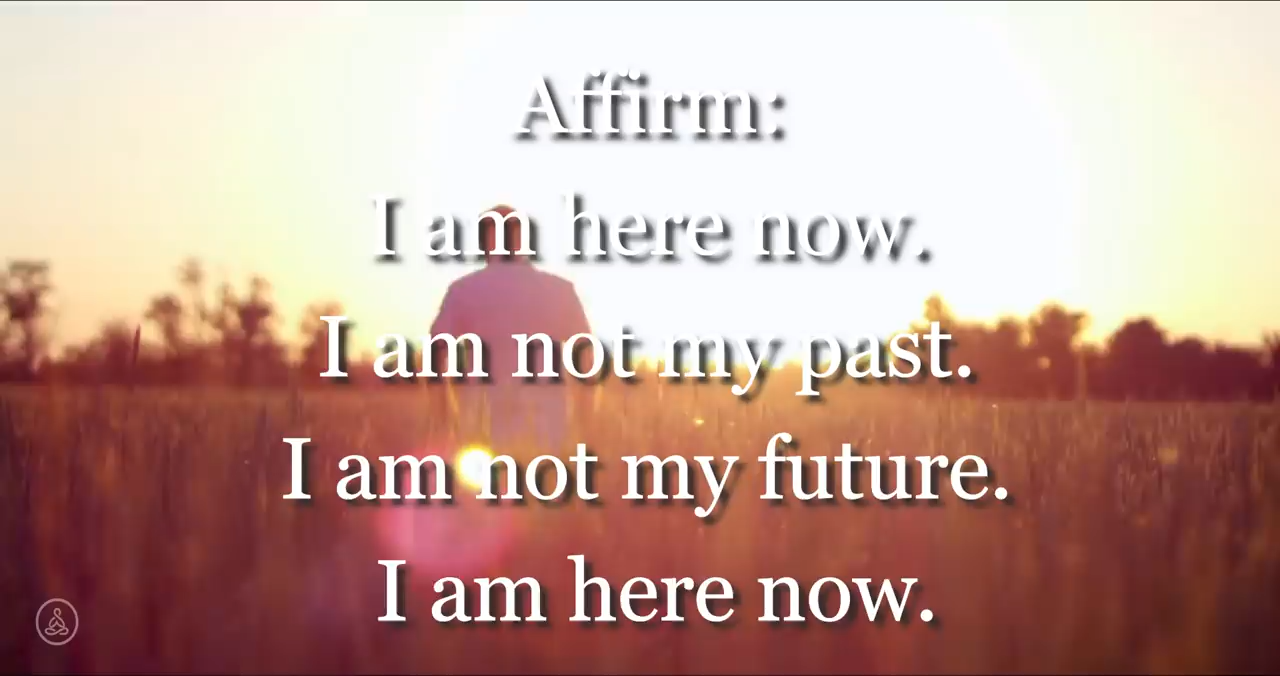 Affirm:
I am here now.
I am not my past.
I am not my future.
I am here now.